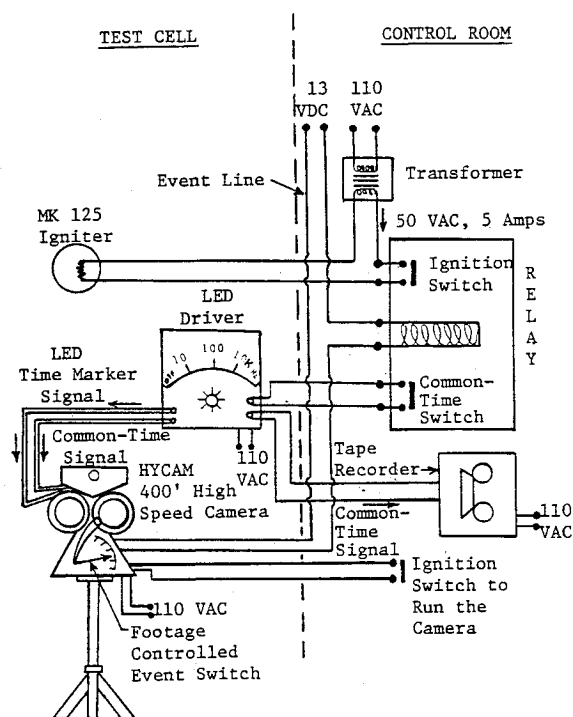 TEST CELL
CONTROL ROOM
13
VDC
110
VAC
Event Line
Transformer
MK 125
Igniter
50 VAC, 5 Amps
Ignition
Switch
RELAY
LED
Driver
10
100
10K
LED
Time Marker
Signal
Common-
Time
Switch
Common-Time
Signal
110
VAC
Tape
Recorder
HYCAM
400' High
Speed Camera
Common-
Time
Signal
110
VAC
Ignition
Switch to
Run the
Camera
110 VAC
Footage
Controlled
Event Switch